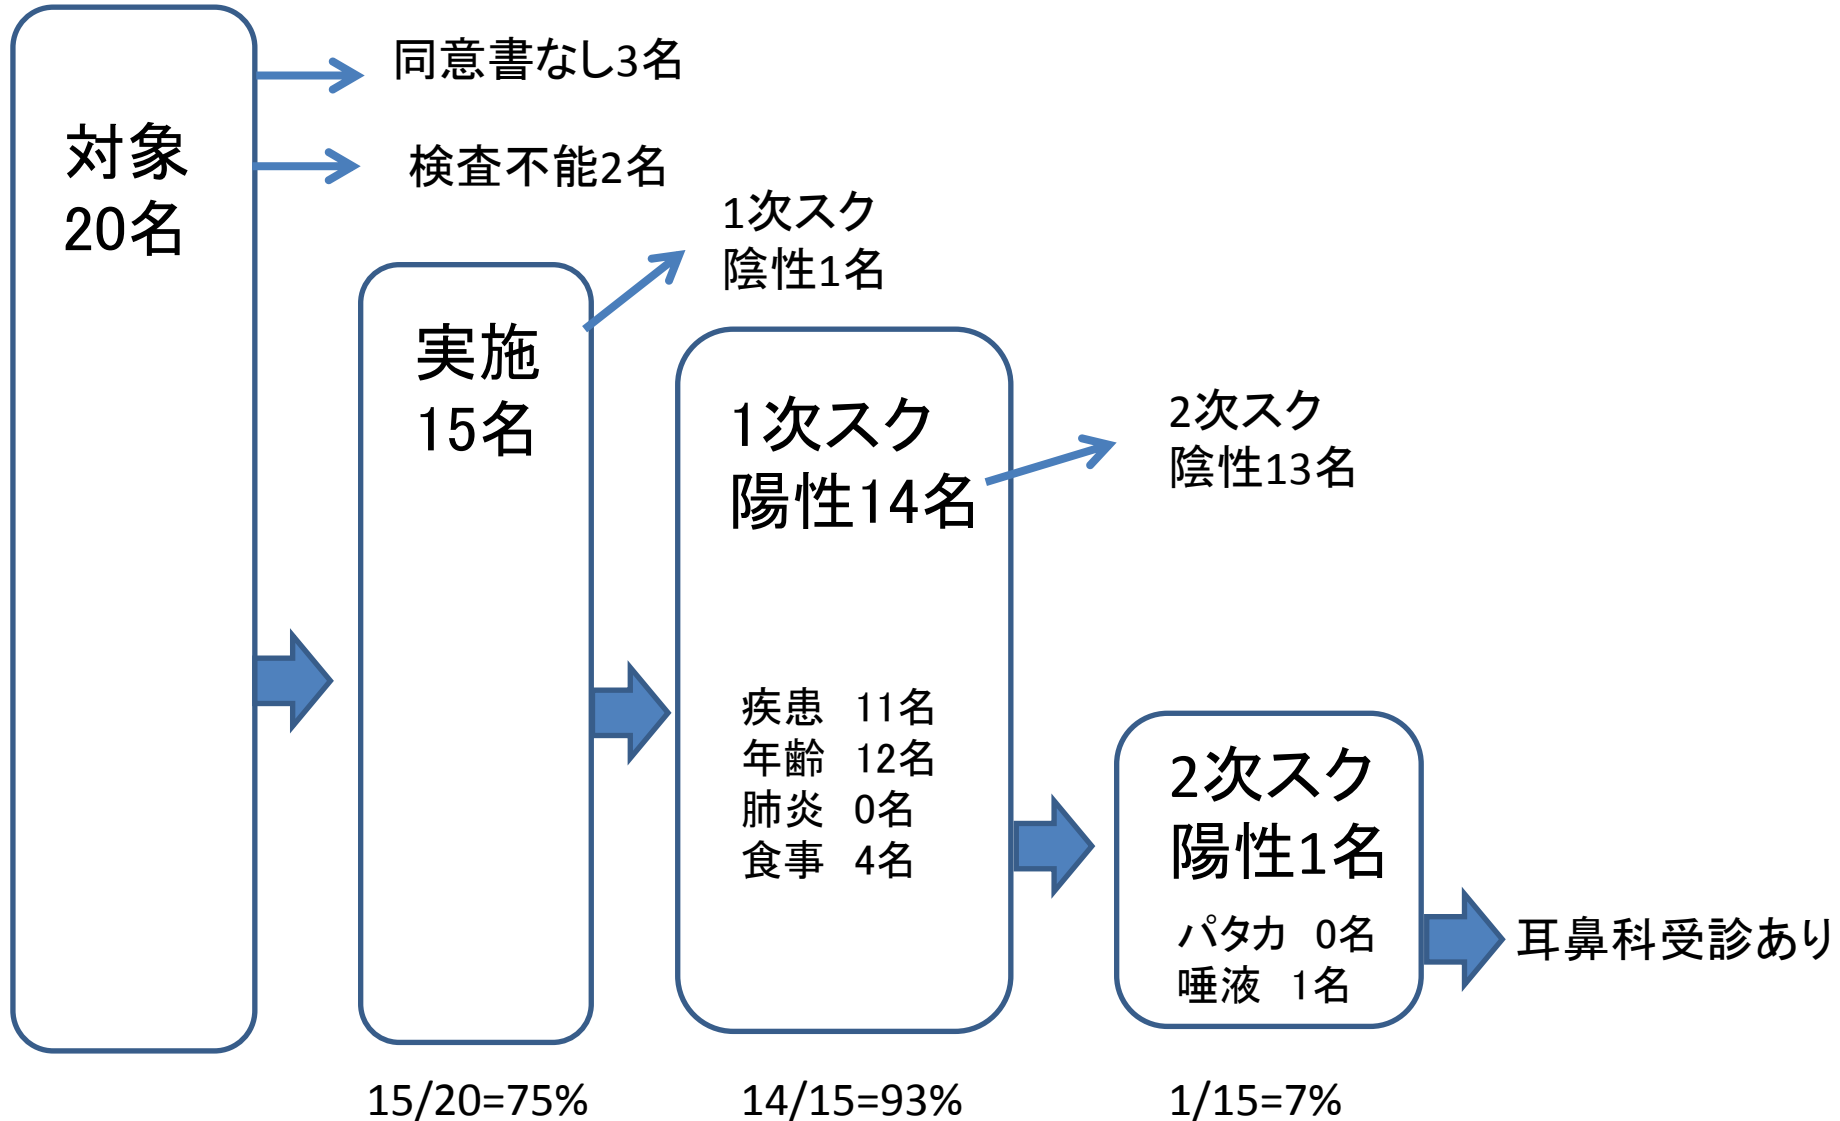 対象
20名
同意書なし3名
検査不能2名
実施
15名
1次スク
陰性1名
1次スク
陽性14名
疾患 11名
年齢 12名
肺炎 0名
食事 4名
2次スク
陰性13名
2次スク
陽性1名
パタカ 0名
唾液 1名
耳鼻科受診あり
15/20=75%
14/15=93%
1/15=7%